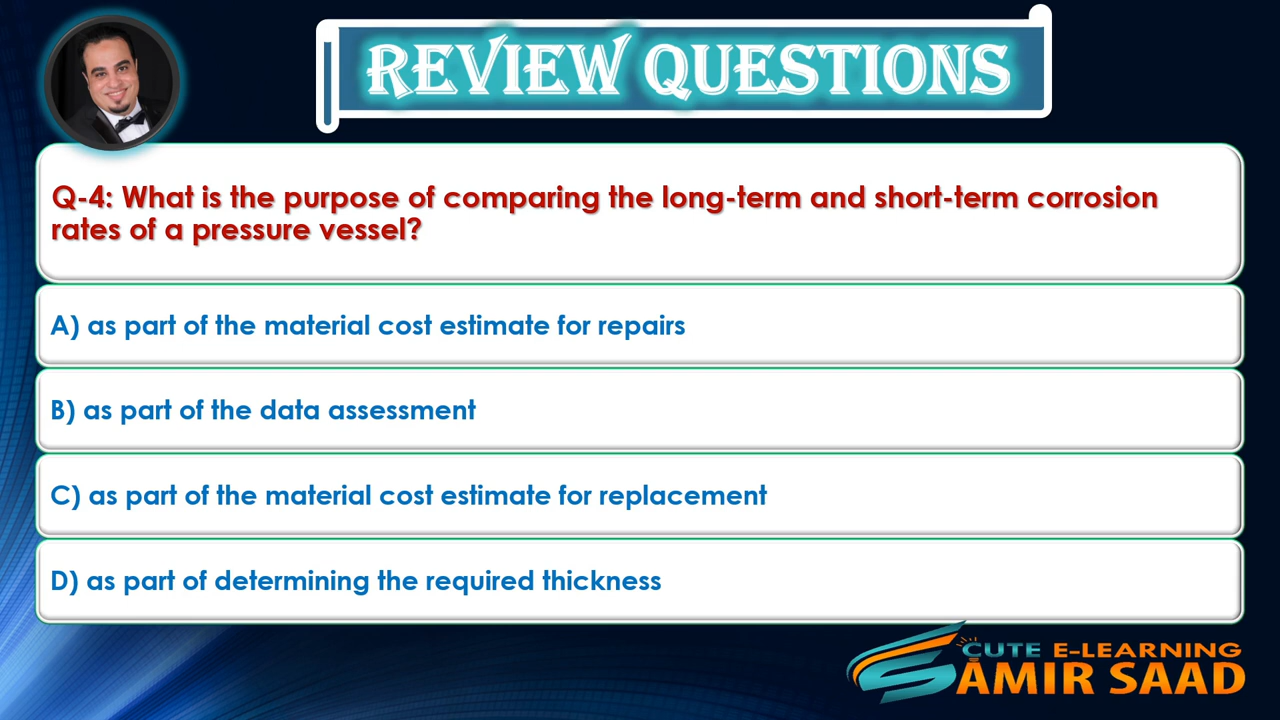 REVIEW QUESTIONS
Q-4: What is the purpose of comparing the long-term and short-term corrosion
rates of a pressure vessel?
A) as part of the material cost estimate for repairs
B) as part of the data assessment
C) as part of the material cost estimate for replacement
D) as part of determining the required thickness
CUTE E-LEARNING
AMIR SAAD